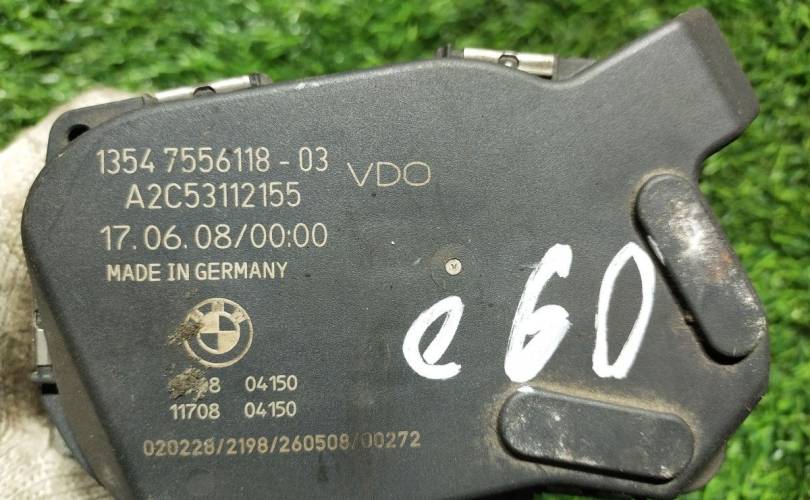 1354 7556118 - 03
VDO
A2C53112155
17.06.08/00:00
MADE IN GERMANY
BMW
04150
11708 04150
020228/2198/260508/00272
e60